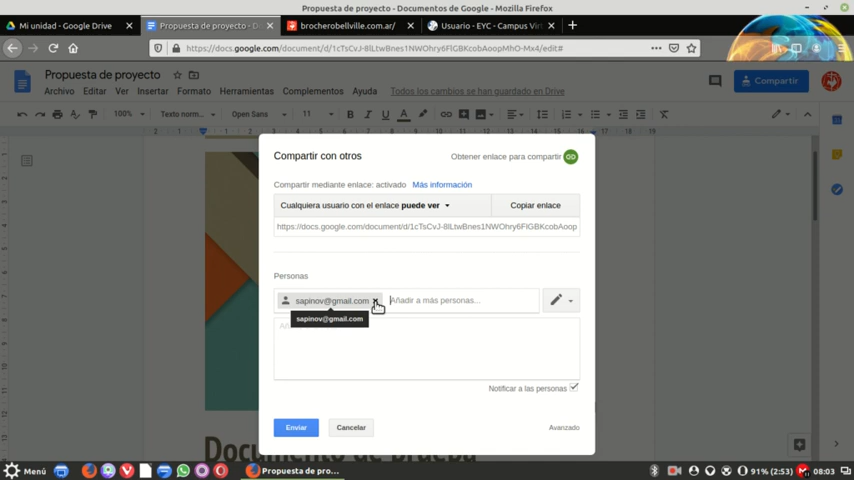 Propuesta de proyecto - Documentos de Google - Mozilla Firefox
Mi unidad - Google Drive
Propuesta de proyecto - D
brocherobellville.com.ar/
Usuario - EYC - Campus Virt
https://docs.google.com/document/d/1cTsCvJ-8lLtwBnes1NWOhry6FlGBKcobAoopMhO-Mx4/edit#
Propuesta de proyecto
Archivo Editar Ver Insertar Formato Herramientas Complementos Ayuda Todos los cambios se han guardado en Drive
Compartir
100% Texto norm... Open Sans 11
Compartir con otros
Obtener enlace para compartir
Compartir mediante enlace: activado Más información
Cualquiera usuario con el enlace puede ver
Copiar enlace
https://docs.google.com/document/d/1cTsCvJ-8lLtwBnes1NWOhry6FlGBKcobAoop
Personas
sapinov@gmail.com
Añadir a más personas...
sapinov@gmail.com
Notificar a las personas
Enviar
Cancelar
Avanzado
Documento de prueba
Menú
Propuesta de pro...
91% (2:53)
08:03